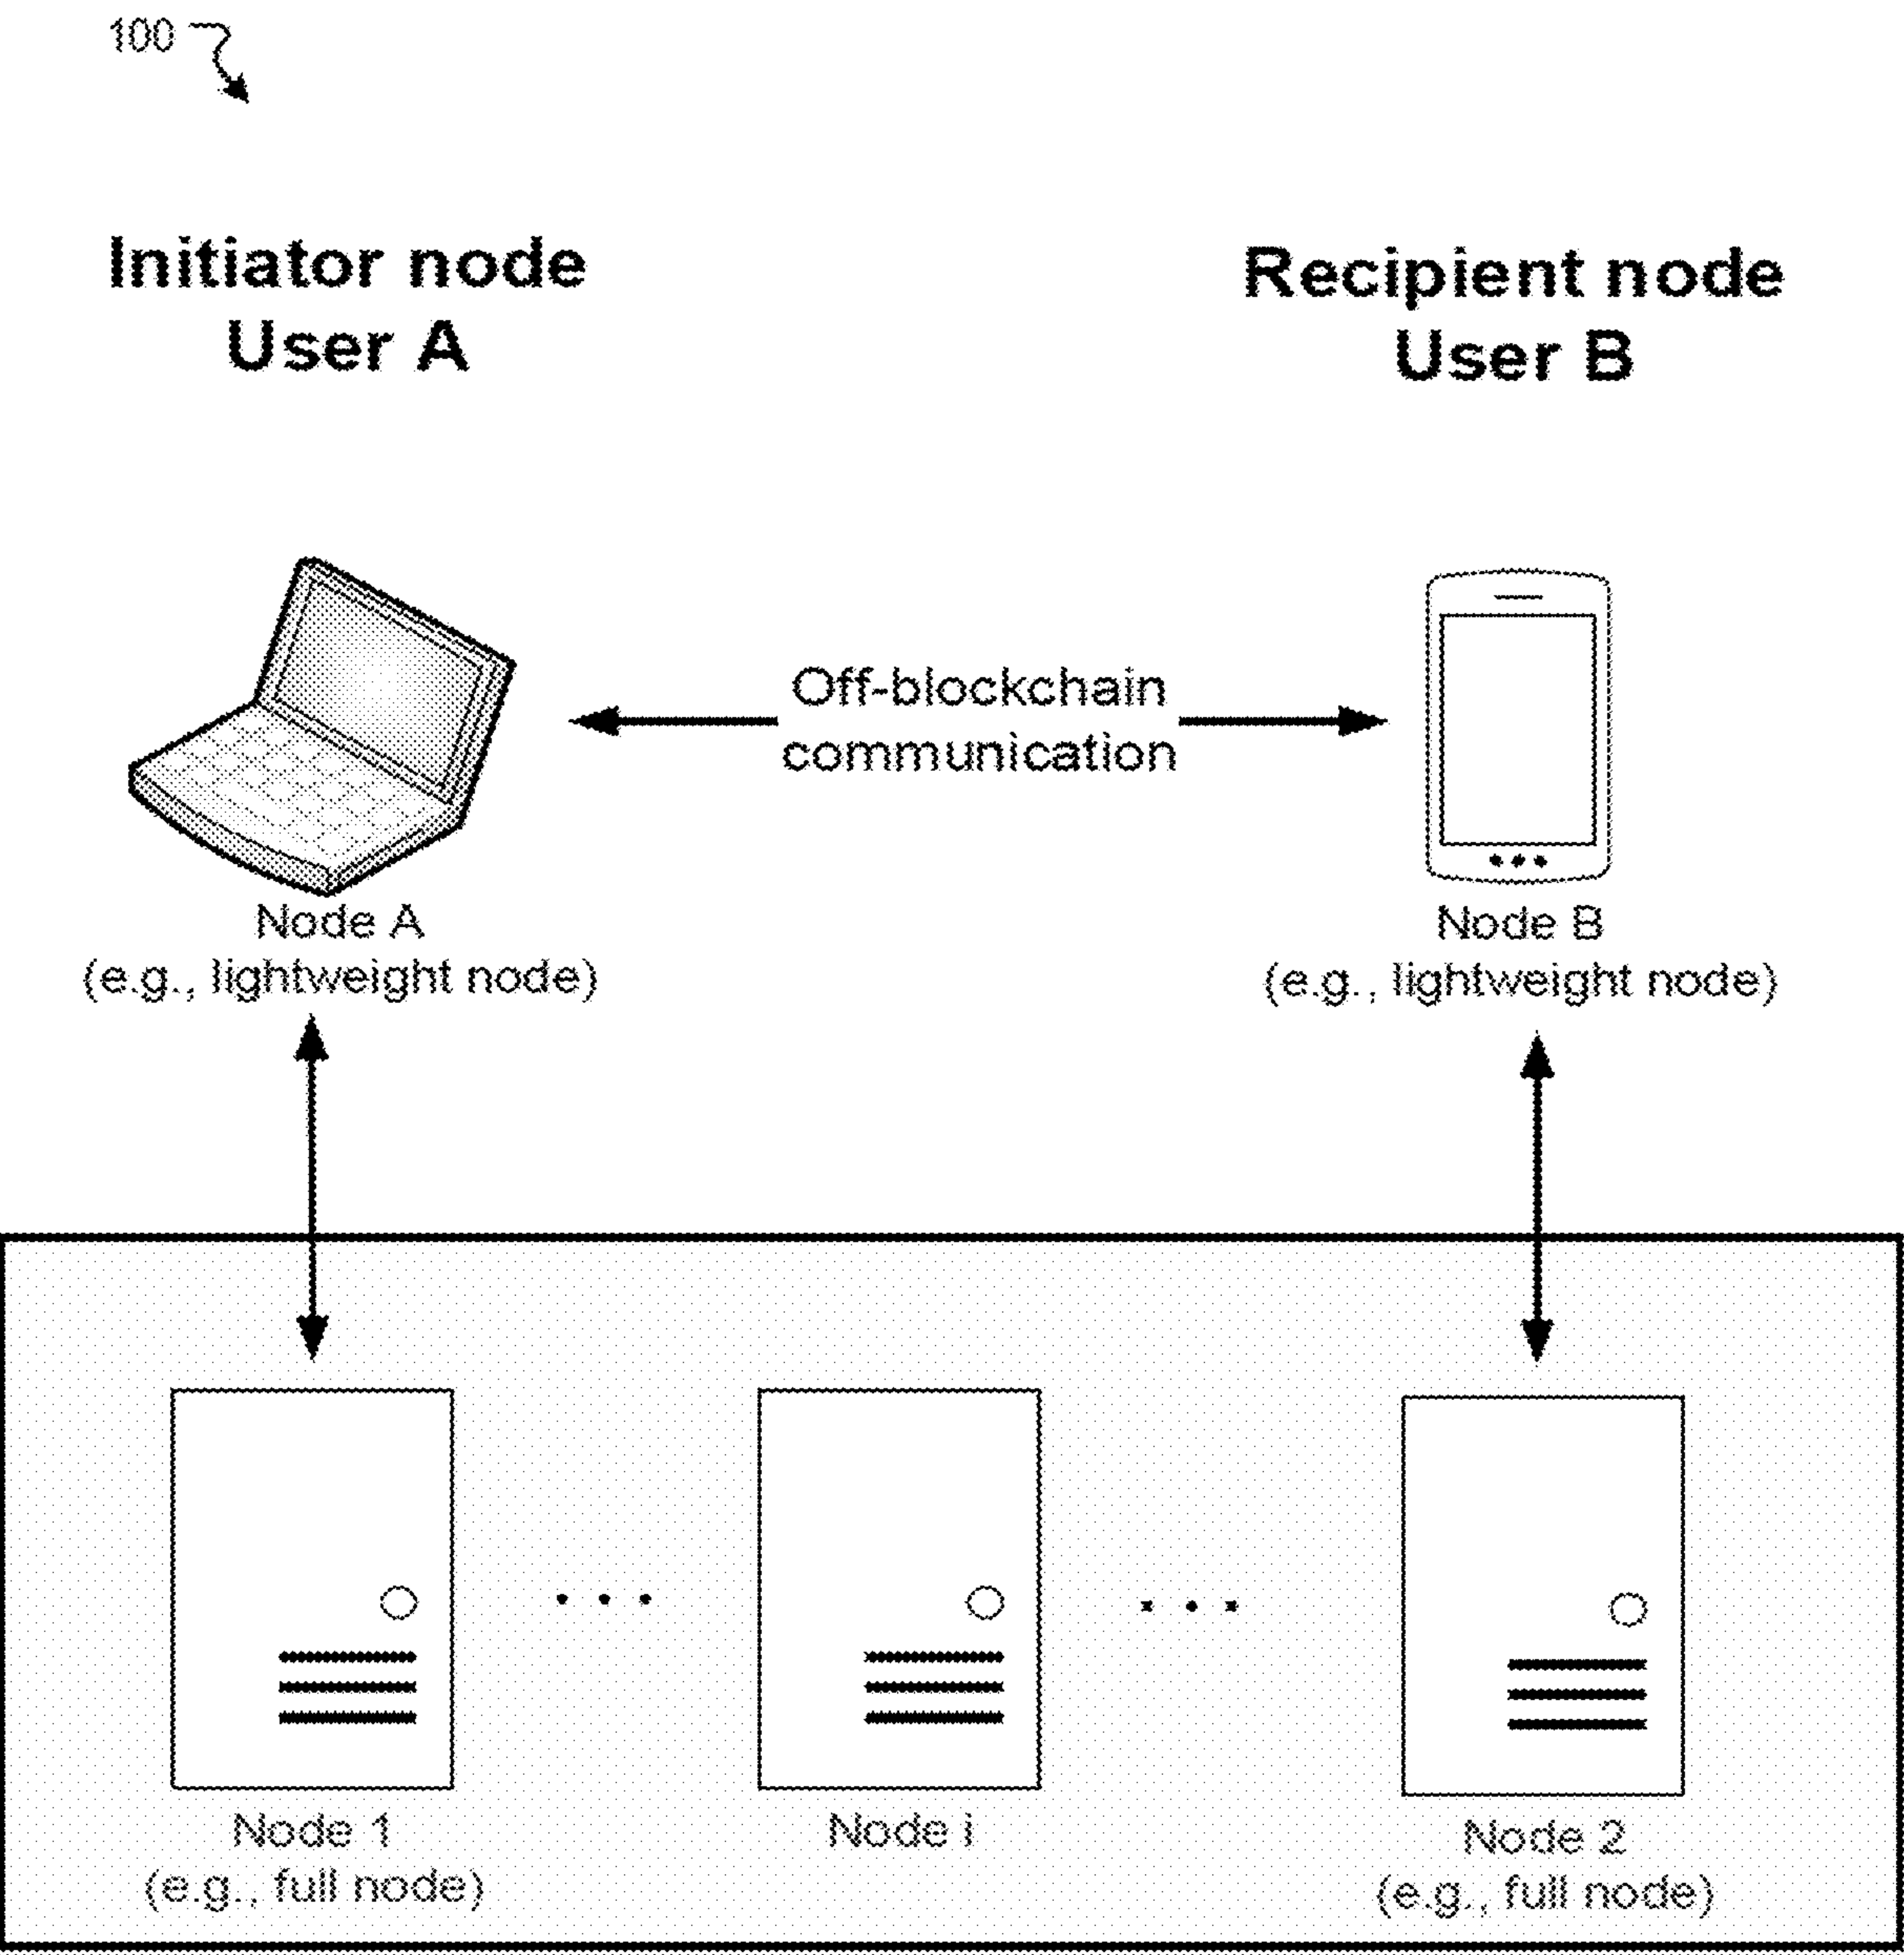 100
Initiator node
User A
Recipient node
User B
Off-blockchain
communication
Node A
(e.g., lightweight node)
Node B
(e.g., lightweight node)
Node 1
(e.g., full node)
Node i
Node 2
(e.g., full node)